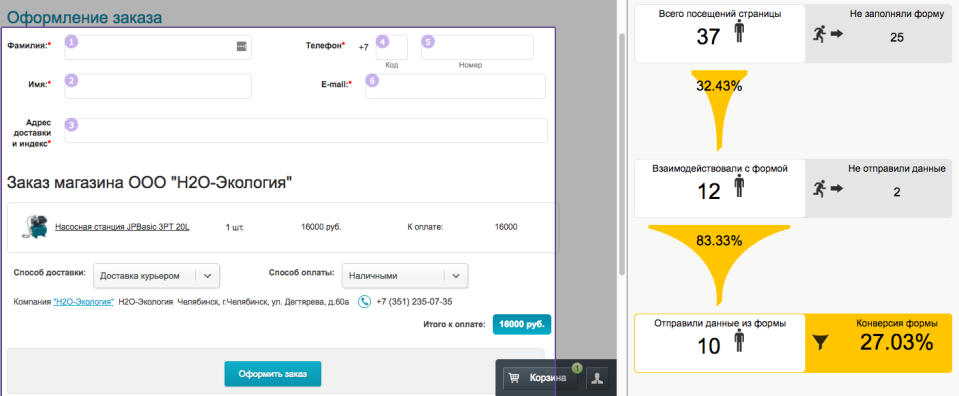 Оформление заказа
Фамилия:* 1
Телефон* +7 4 5
Код Номер
Имя:* 2
E-mail:* 6
Адрес
доставки
и индекс* 3
Заказ магазина ООО "Н2О-Экология"
Насосная станция JPBasic 3PT 20L 1 шт. 16000 руб. К оплате: 16000
Способ доставки: Доставка курьером Способ оплаты: Наличными
Компания "Н2О-Экология" Н2О-Экология Челябинск, г.Челябинск, ул. Дегтярева, д.60а +7 (351) 235-07-35
Итого к оплате: 16000 руб.
Оформить заказ
Корзина 1
Всего посещений страницы
37
Не заполняли форму
25
32.43%
Взаимодействовали с формой
12
Не отправили данные
2
83.33%
Отправили данные из формы
10
Конверсия формы
27.03%